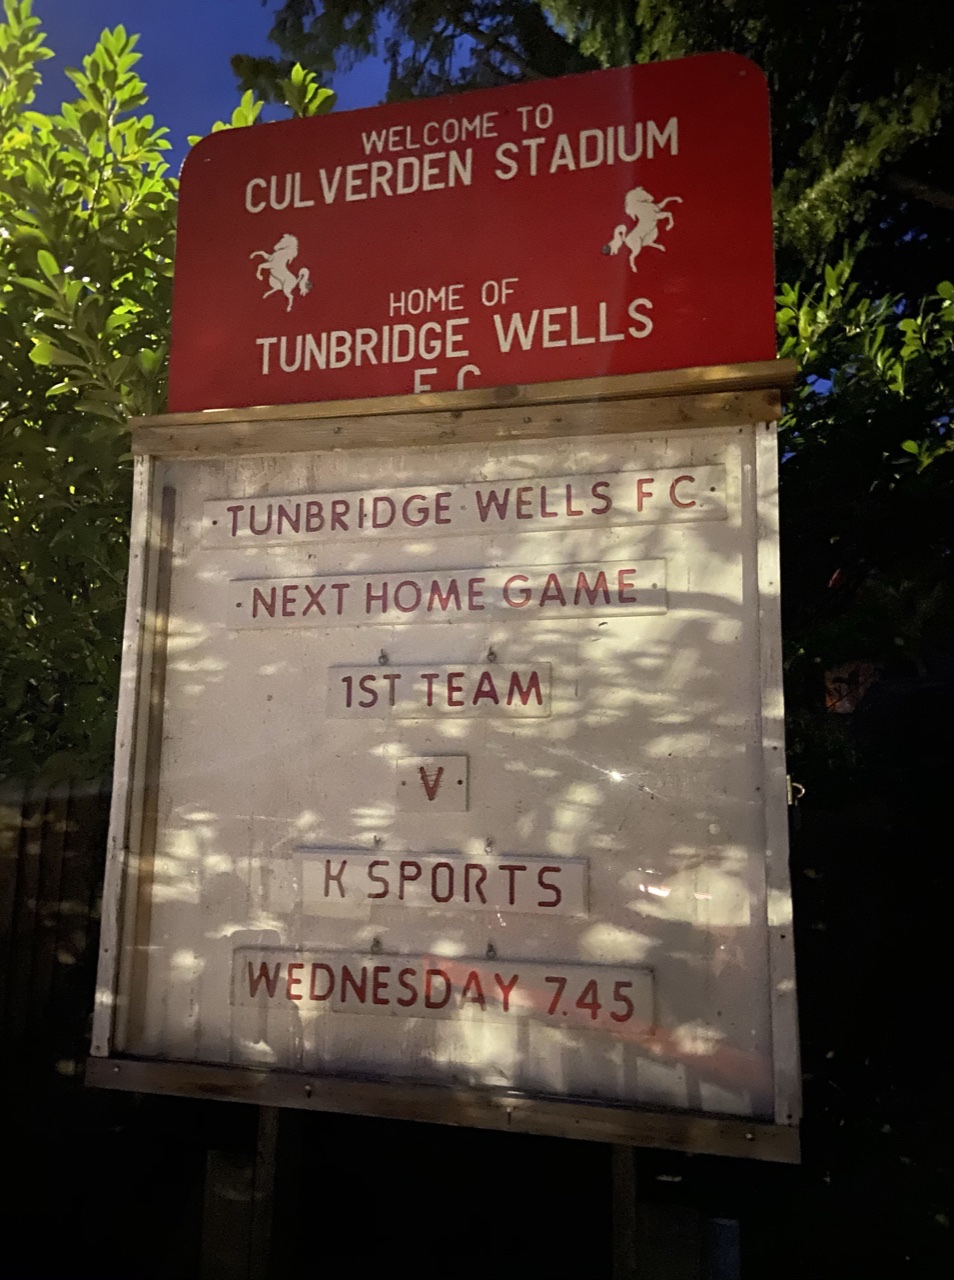 WELCOME TO
CULVERDEN STADIUM
HOME OF
TUNBRIDGE WELLS
F.C.
TUNBRIDGE WELLS F C.
NEXT HOME GAME
1ST TEAM
V
K SPORTS
WEDNESDAY 7.45